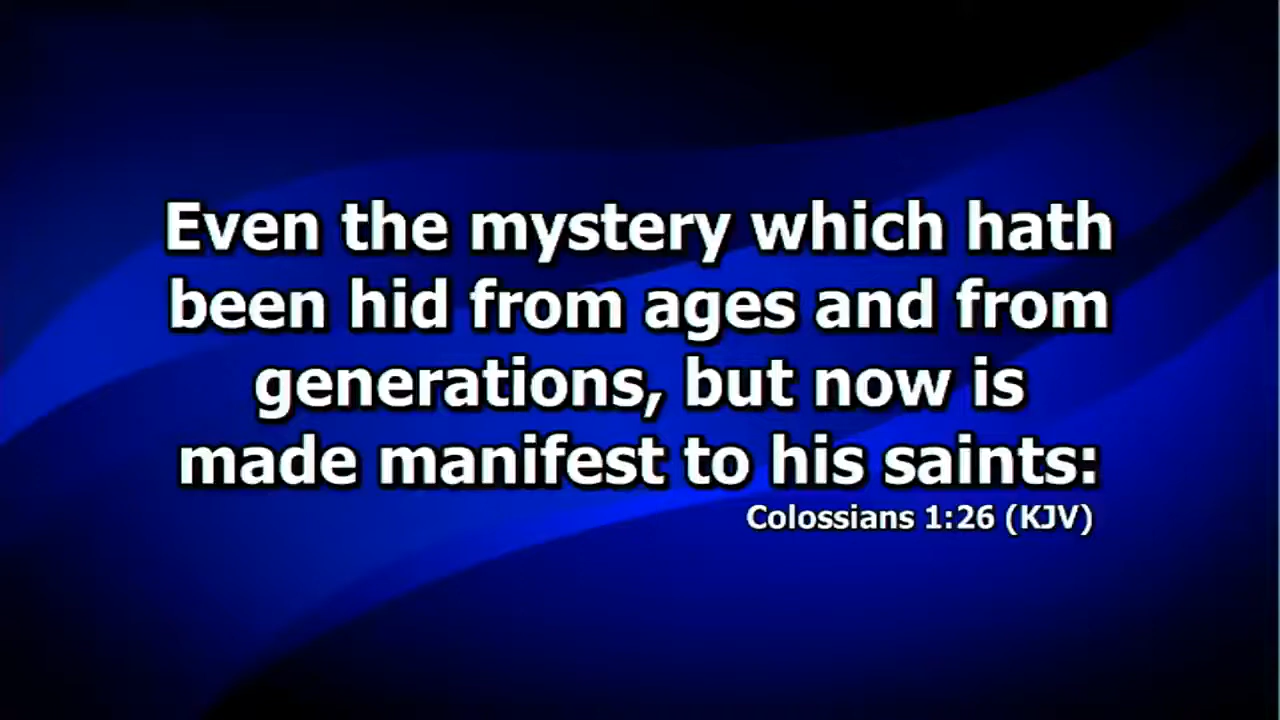 Even the mystery which hath
been hid from ages and from
generations, but now is
made manifest to his saints:
Colossians 1:26 (KJV)